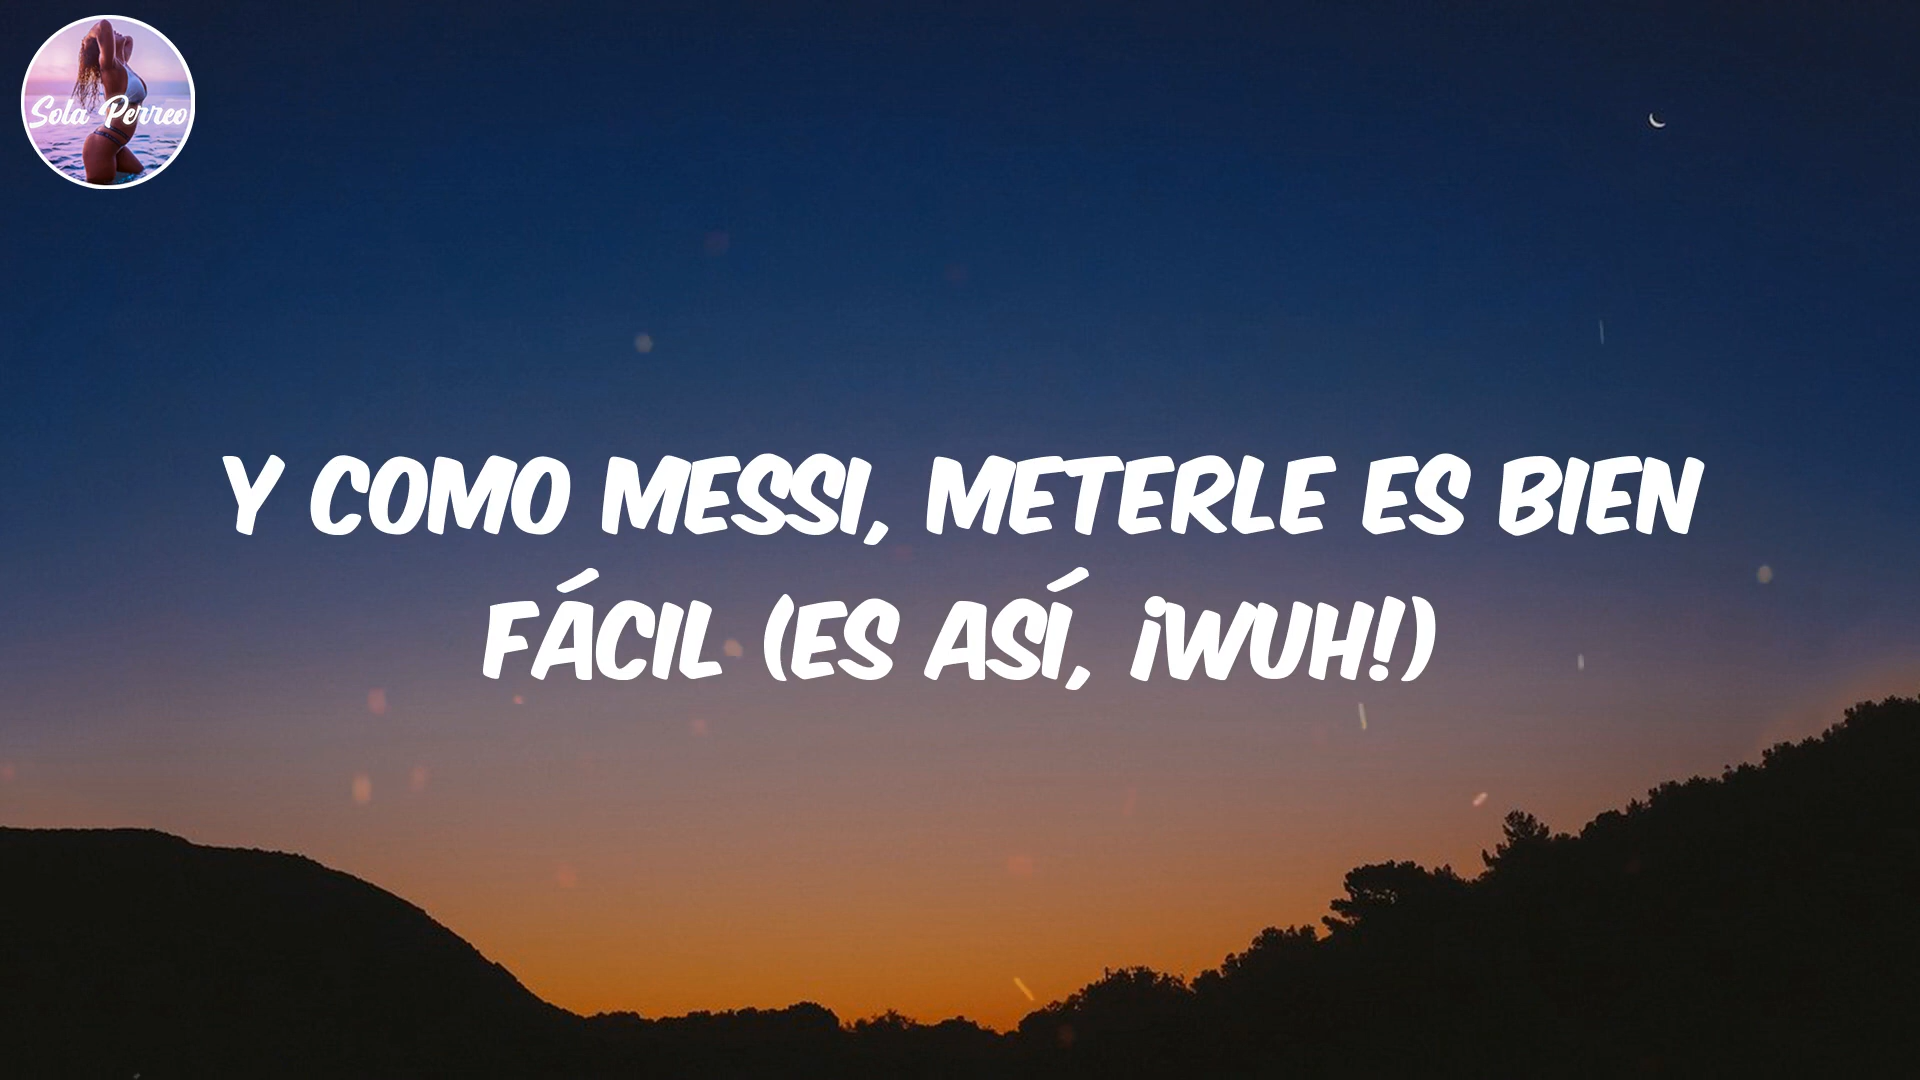 Sola Perreo
Y COMO MESSI, METERLE ES BIEN
FÁCIL (ES ASÍ, ¡WUH!)